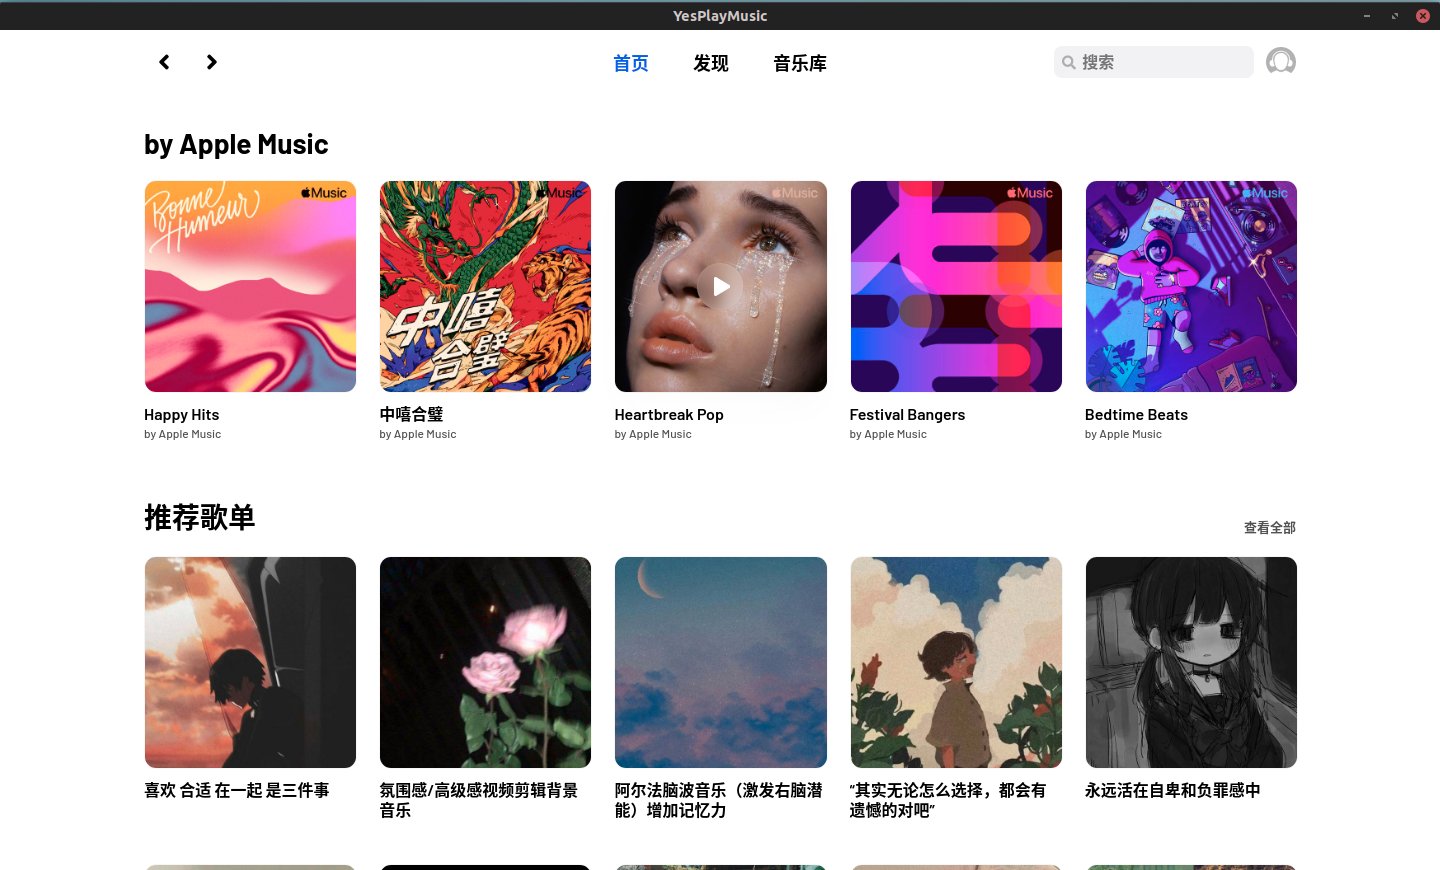 YesPlayMusic
首页 发现 音乐库
搜索
by Apple Music
Bonne
Humeur
Music
Music
中嘻
合璧
Music
Music
Music
Happy Hits
by Apple Music
中嘻合璧
by Apple Music
Heartbreak Pop
by Apple Music
Festival Bangers
by Apple Music
Bedtime Beats
by Apple Music
推荐歌单
查看全部
喜欢 合适 在一起 是三件事
氛围感/高级感视频剪辑背景
音乐
阿尔法脑波音乐（激发右脑潜
能）增加记忆力
“其实无论怎么选择，都会有
遗憾的对吧”
永远活在自卑和负罪感中